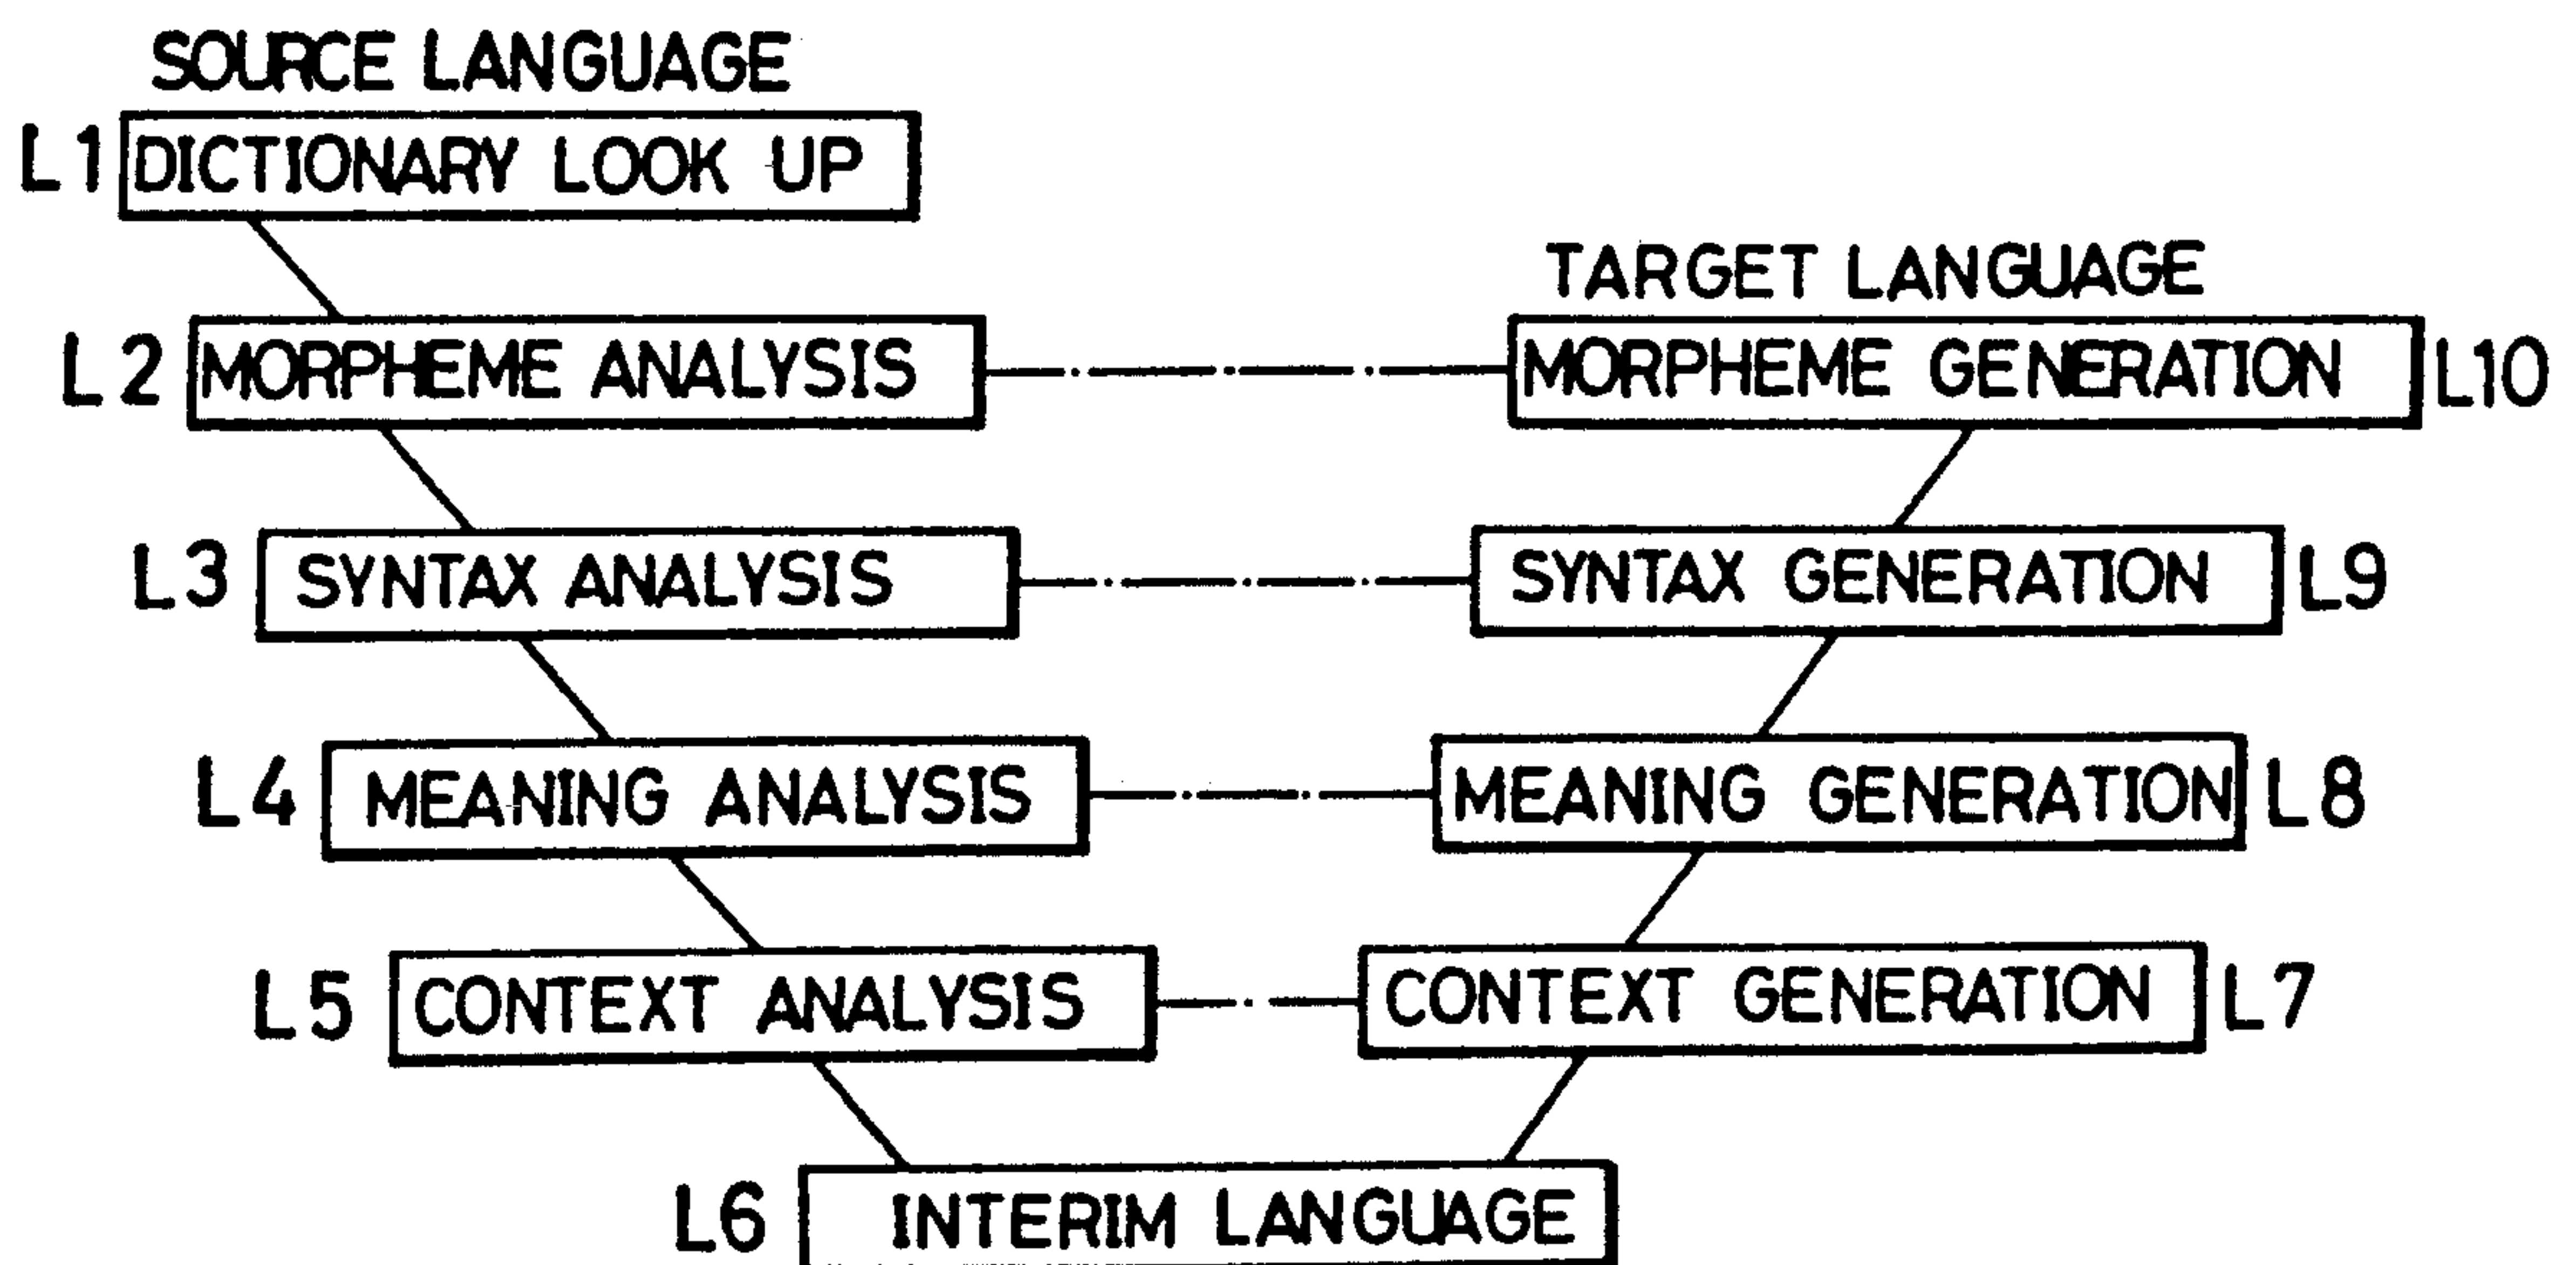 SOURCE LANGUAGE
L1 DICTIONARY LOOK UP
TARGET LANGUAGE
L2 MORPHEME ANALYSIS MORPHEME GENERATION L10
L3 SYNTAX ANALYSIS SYNTAX GENERATION L9
L4 MEANING ANALYSIS MEANING GENERATION L8
L5 CONTEXT ANALYSIS CONTEXT GENERATION L7
L6 INTERIM LANGUAGE